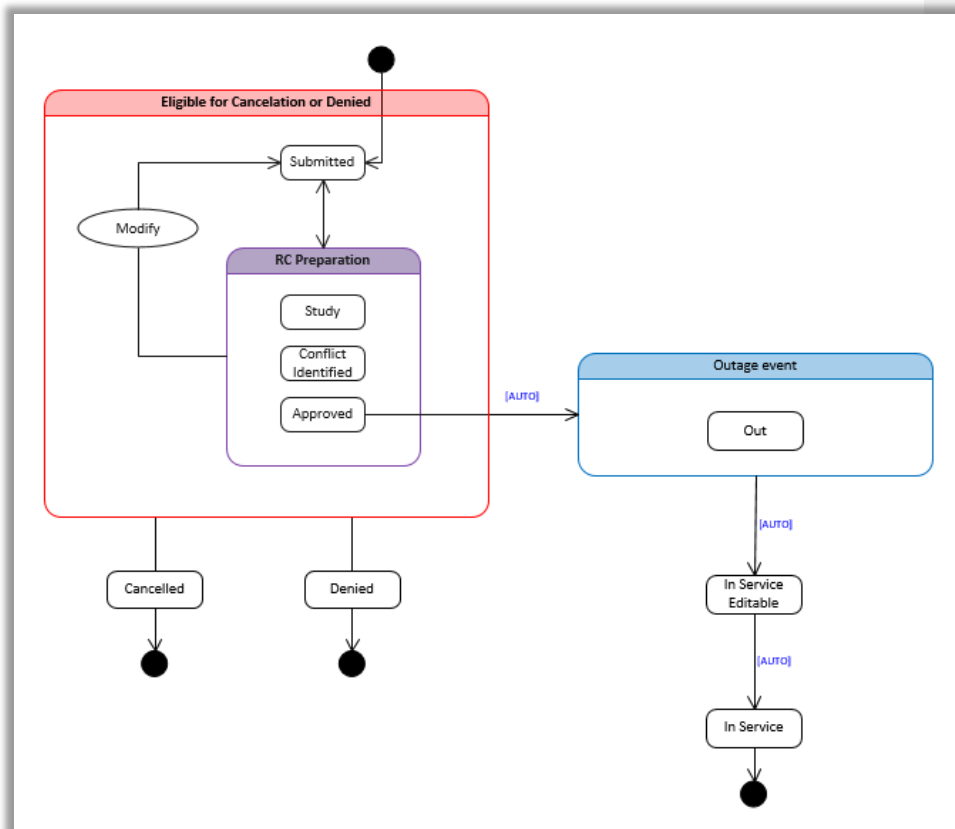 Eligible for Cancelation or Denied
Submitted
Modify
RC Preparation
Study
Conflict
Identified
Approved
[AUTO]
Outage event
Out
[AUTO]
Cancelled
Denied
In Service
Editable
[AUTO]
In Service